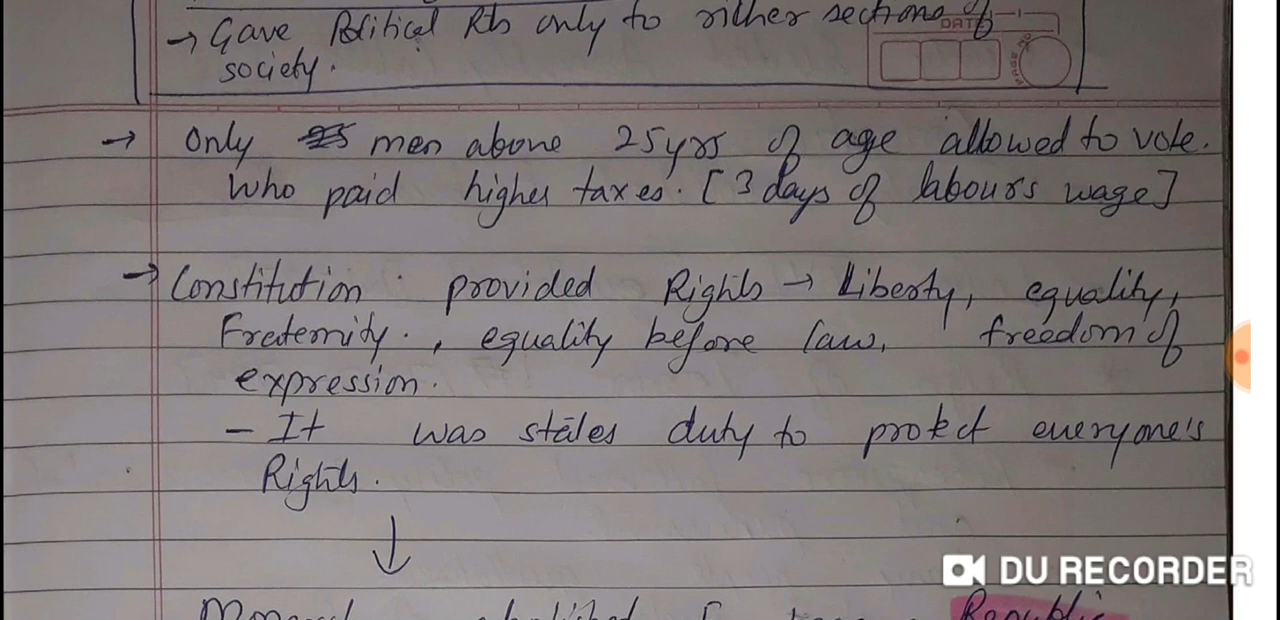 → Gave Political Rts only to richer sections of
DATE
PAGE NO
society.
→ Only men above 25yrs of age allowed to vote.
who paid higher taxes. [3 days of labours wage]
→ Constitution provided Rights → Liberty, equality,
Fraternity. , equality before law, freedom of
expression.
- It was states duty to protect everyone's
Rights.
↓
DU RECORDER
abolished Republic